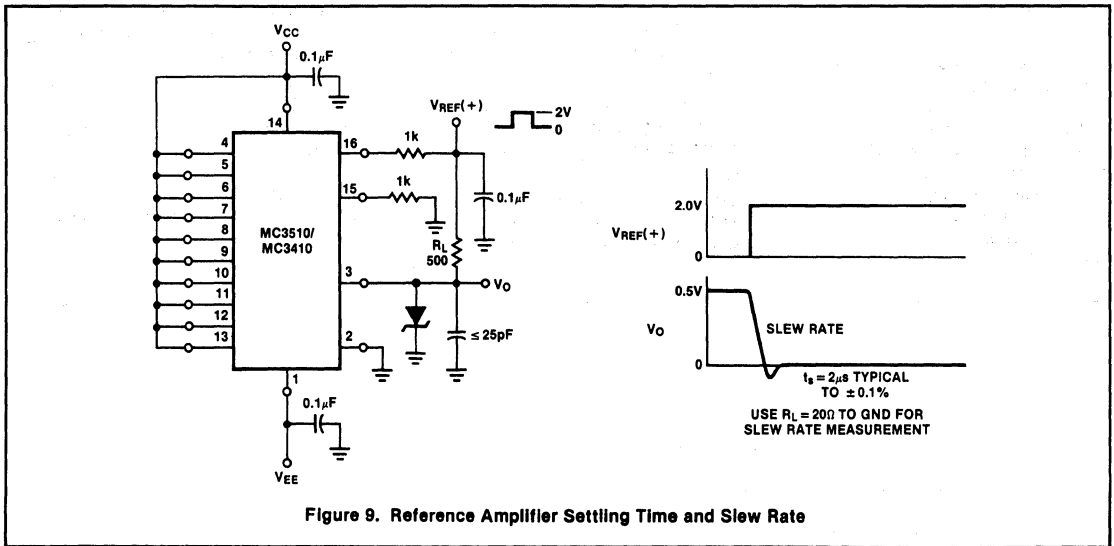 VCC
0.1μF
14
4
5
6
7
8
9
10
11
12
13
MC3510/
MC3410
16
1k
VREF(+)
2V
0
15
1k
0.1μF
RL
500
3
VO
≤25pF
2
1
0.1μF
VEE
2.0V
VREF(+)
0
0.5V
VO
SLEW RATE
0
ts = 2μs TYPICAL
TO ±0.1%
USE RL = 20Ω TO GND FOR
SLEW RATE MEASUREMENT
Figure 9. Reference Amplifier Settling Time and Slew Rate